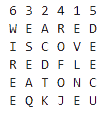 6 3 2 4 1 5
W E A R E D
I S C O V E
R E D F L E
E A T O N C
E Q K J E U